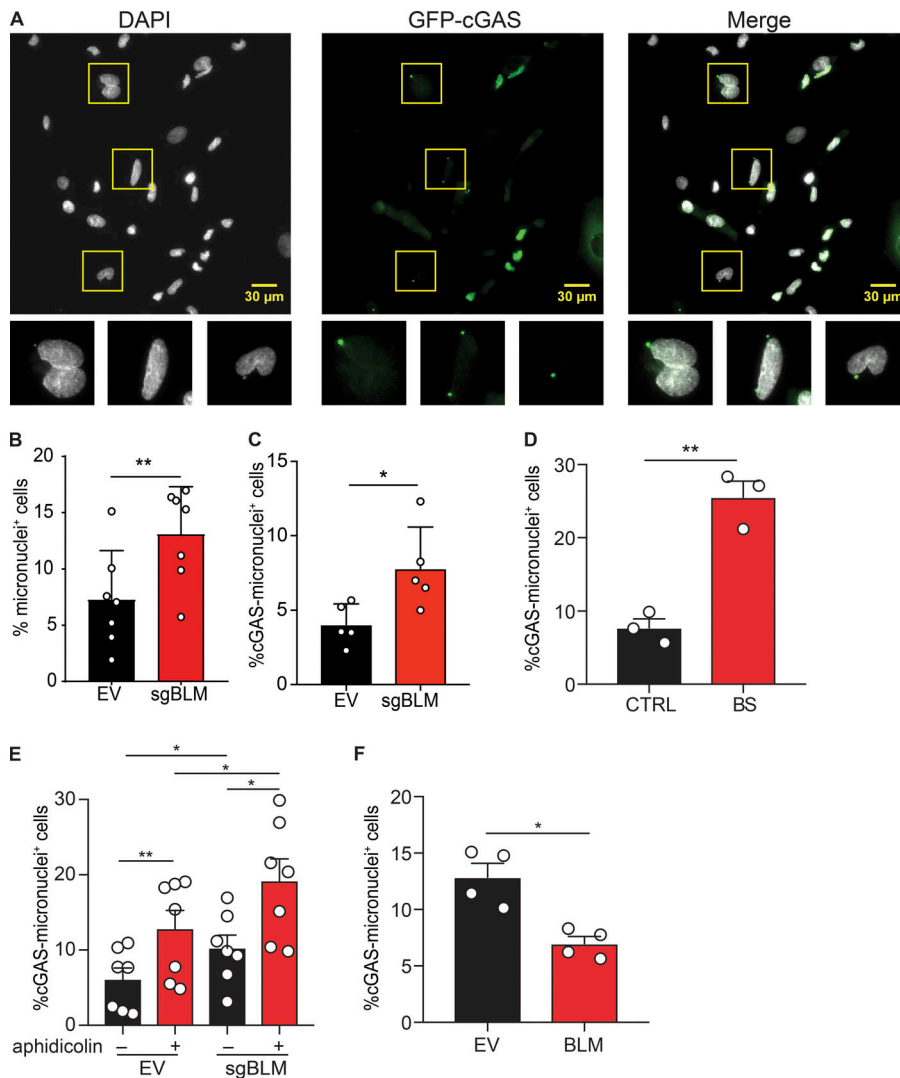 A
DAPI
GFP-cGAS
Merge
30 µm
30 µm
30 µm
B
% micronuclei+ cells
20
15
10
5
0
**
EV
sgBLM
C
%cGAS-micronuclei+ cells
15
10
5
0
*
EV
sgBLM
D
%cGAS-micronuclei+ cells
30
20
10
0
**
CTRL
BS
E
%cGAS-micronuclei+ cells
30
20
10
0
*
*
*
**
aphidicolin – + – +
EV
sgBLM
F
%cGAS-micronuclei+ cells
20
15
10
5
0
*
EV
BLM